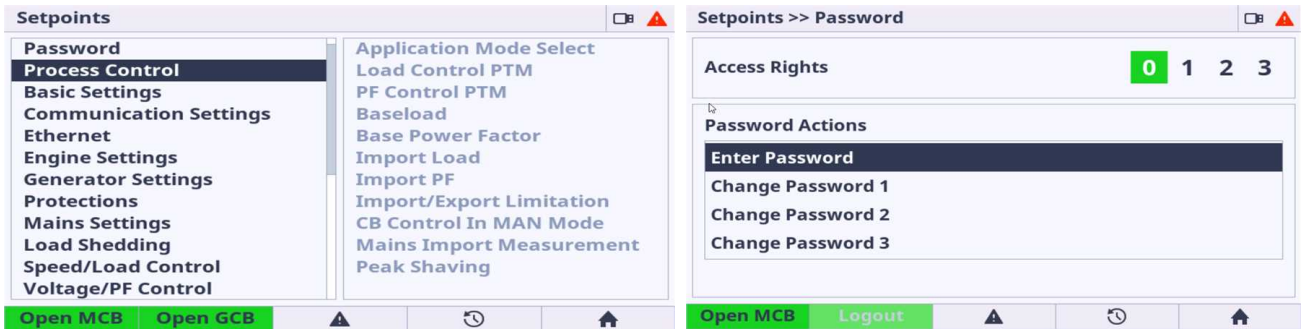 Setpoints
Password
Process Control
Basic Settings
Communication Settings
Ethernet
Engine Settings
Generator Settings
Protections
Mains Settings
Load Shedding
Speed/Load Control
Voltage/PF Control
Application Mode Select
Load Control PTM
PF Control PTM
Baseload
Base Power Factor
Import Load
Import PF
Import/Export Limitation
CB Control In MAN Mode
Mains Import Measurement
Peak Shaving
Open MCB Open GCB
Setpoints >> Password
Access Rights 0 1 2 3
Password Actions
Enter Password
Change Password 1
Change Password 2
Change Password 3
Open MCB Logout